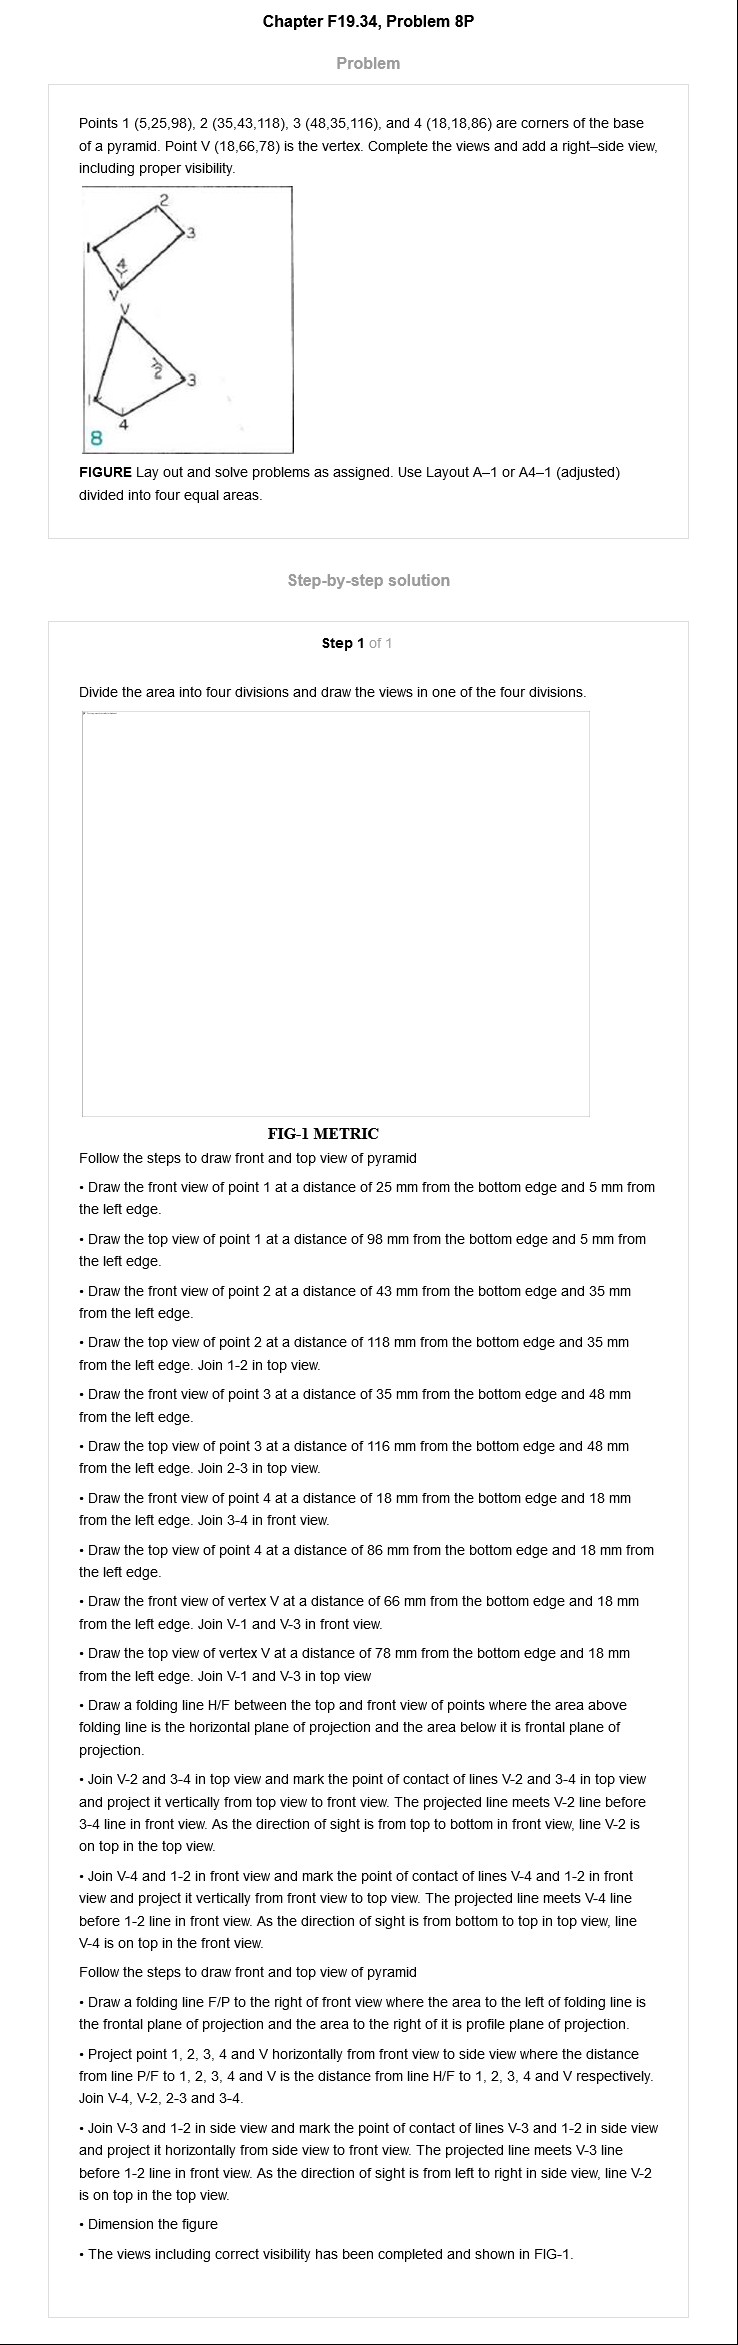 Chapter F19.34, Problem 8P
Problem
Points 1 (5,25,98), 2 (35,43,118), 3 (48,35,116), and 4 (18,18,86) are corners of the base
of a pyramid. Point V (18,66,78) is the vertex. Complete the views and add a right–side view,
including proper visibility.
2
3
1
4
V
V
2
3
1
4
8
FIGURE Lay out and solve problems as assigned. Use Layout A–1 or A4–1 (adjusted)
divided into four equal areas.
Step-by-step solution
Step 1 of 1
Divide the area into four divisions and draw the views in one of the four divisions.
FIG-1 METRIC
Follow the steps to draw front and top view of pyramid
• Draw the front view of point 1 at a distance of 25 mm from the bottom edge and 5 mm from
the left edge.
• Draw the top view of point 1 at a distance of 98 mm from the bottom edge and 5 mm from
the left edge.
• Draw the front view of point 2 at a distance of 43 mm from the bottom edge and 35 mm
from the left edge.
• Draw the top view of point 2 at a distance of 118 mm from the bottom edge and 35 mm
from the left edge. Join 1-2 in top view.
• Draw the front view of point 3 at a distance of 35 mm from the bottom edge and 48 mm
from the left edge.
• Draw the top view of point 3 at a distance of 116 mm from the bottom edge and 48 mm
from the left edge. Join 2-3 in top view.
• Draw the front view of point 4 at a distance of 18 mm from the bottom edge and 18 mm
from the left edge. Join 3-4 in front view.
• Draw the top view of point 4 at a distance of 86 mm from the bottom edge and 18 mm from
the left edge.
• Draw the front view of vertex V at a distance of 66 mm from the bottom edge and 18 mm
from the left edge. Join V-1 and V-3 in front view.
• Draw the top view of vertex V at a distance of 78 mm from the bottom edge and 18 mm
from the left edge. Join V-1 and V-3 in top view
• Draw a folding line H/F between the top and front view of points where the area above
folding line is the horizontal plane of projection and the area below it is frontal plane of
projection.
• Join V-2 and 3-4 in top view and mark the point of contact of lines V-2 and 3-4 in top view
and project it vertically from top view to front view. The projected line meets V-2 line before
3-4 line in front view. As the direction of sight is from top to bottom in front view, line V-2 is
on top in the top view.
• Join V-4 and 1-2 in front view and mark the point of contact of lines V-4 and 1-2 in front
view and project it vertically from front view to top view. The projected line meets V-4 line
before 1-2 line in front view. As the direction of sight is from bottom to top in top view, line
V-4 is on top in the front view.
Follow the steps to draw front and top view of pyramid
• Draw a folding line F/P to the right of front view where the area to the left of folding line is
the frontal plane of projection and the area to the right of it is profile plane of projection.
• Project point 1, 2, 3, 4 and V horizontally from front view to side view where the distance
from line P/F to 1, 2, 3, 4 and V is the distance from line H/F to 1, 2, 3, 4 and V respectively.
Join V-4, V-2, 2-3 and 3-4.
• Join V-3 and 1-2 in side view and mark the point of contact of lines V-3 and 1-2 in side view
and project it horizontally from side view to front view. The projected line meets V-3 line
before 1-2 line in front view. As the direction of sight is from left to right in side view, line V-2
is on top in the top view.
• Dimension the figure
• The views including correct visibility has been completed and shown in FIG-1.